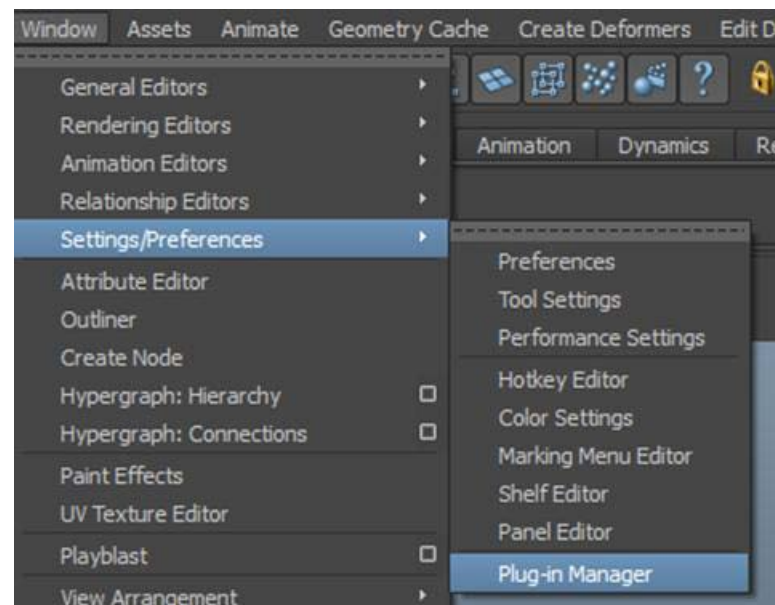 Window Assets Animate Geometry Cache Create Deformers Edit D
General Editors
Rendering Editors
Animation Editors
Relationship Editors
Settings/Preferences
Attribute Editor
Outliner
Create Node
Hypergraph: Hierarchy
Hypergraph: Connections
Paint Effects
UV Texture Editor
Playblast
View Arrangement
Animation Dynamics Re
Preferences
Tool Settings
Performance Settings
Hotkey Editor
Color Settings
Marking Menu Editor
Shelf Editor
Panel Editor
Plug-in Manager